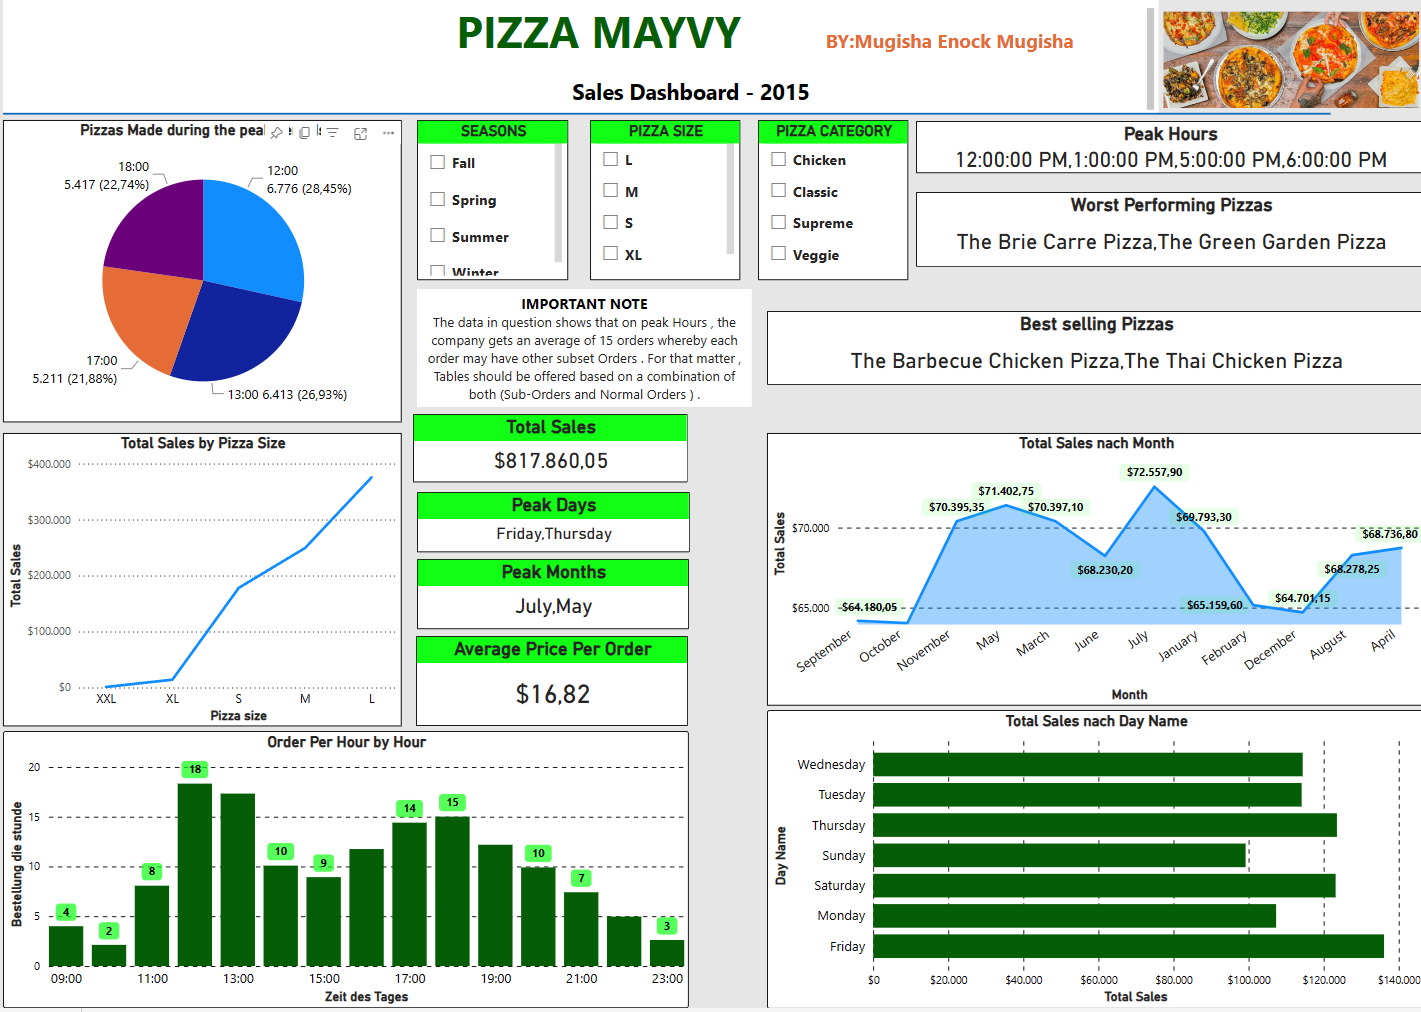 PIZZA MAYVY
BY:Mugisha Enock Mugisha
Sales Dashboard - 2015
Pizzas Made during the
18:00
5.417 (22,74%)
12:00
6.776 (28,45%)
17:00
5.211 (21,88%)
13:00 6.413 (26,93%)
SEASONS
Fall
Spring
Summer
Winter
PIZZA SIZE
L
M
S
XL
PIZZA CATEGORY
Chicken
Classic
Supreme
Veggie
Peak Hours
12:00:00 PM,1:00:00 PM,5:00:00 PM,6:00:00 PM
Worst Performing Pizzas
The Brie Carre Pizza,The Green Garden Pizza
IMPORTANT NOTE
The data in question shows that on peak Hours , the
company gets an average of 15 orders whereby each
order may have other subset Orders . For that matter ,
Tables should be offered based on a combination of
both (Sub-Orders and Normal Orders ) .
Best selling Pizzas
The Barbecue Chicken Pizza,The Thai Chicken Pizza
Total Sales by Pizza Size
$400.000
$300.000
$200.000
$100.000
$0
Total Sales
XXL
XL
S
M
L
Pizza size
Total Sales
$817.860,05
Peak Days
Friday,Thursday
Peak Months
July,May
Average Price Per Order
$16,82
Total Sales nach Month
$70.000
$65.000
Total Sales
$64.180,05
$70.395,35
$71.402,75
$70.397,10
$68.230,20
$72.557,90
$69.793,30
$65.159,60
$64.701,15
$68.278,25
$68.736,80
September
October
November
May
March
June
July
January
February
December
August
April
Month
Order Per Hour by Hour
20
15
10
5
0
Bestellung die stunde
4
2
8
18
10
9
14
15
10
7
3
09:00
11:00
13:00
15:00
17:00
19:00
21:00
23:00
Zeit des Tages
Total Sales nach Day Name
Day Name
Wednesday
Tuesday
Thursday
Sunday
Saturday
Monday
Friday
$0
$20.000
$40.000
$60.000
$80.000
$100.000
$120.000
$140.000
Total Sales